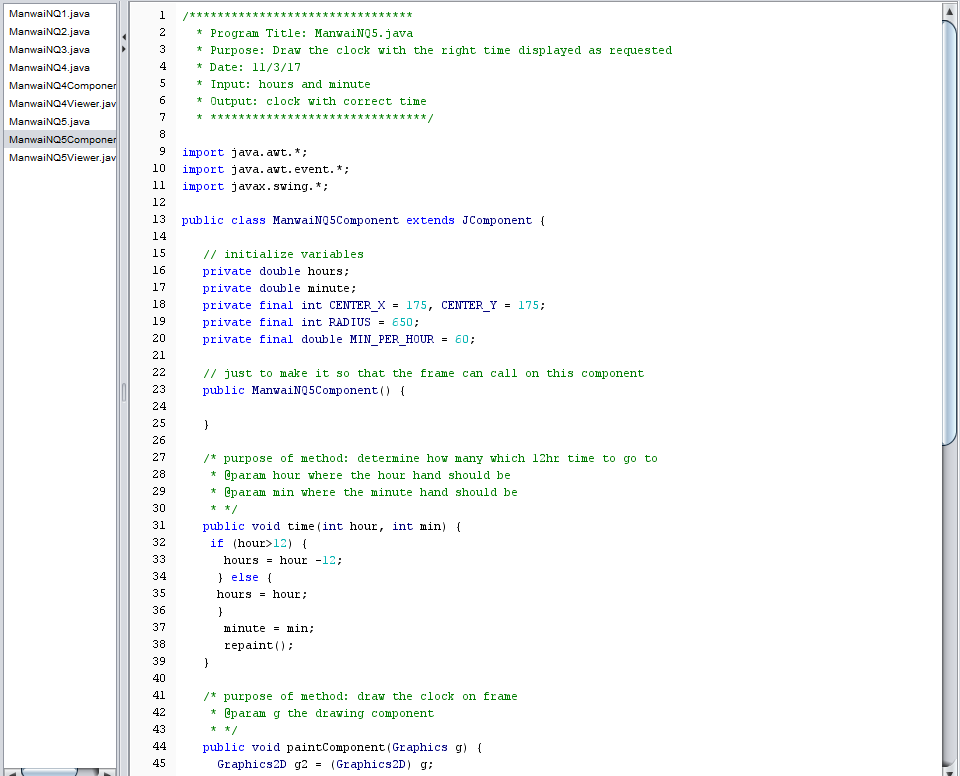 ManwaiNQ1.java
ManwaiNQ2.java
ManwaiNQ3.java
ManwaiNQ4.java
ManwaiNQ4Componer
ManwaiNQ4Viewer.jav
ManwaiNQ5.java
ManwaiNQ5Componer
ManwaiNQ5Viewer.jav
1 /********************************
2 * Program Title: ManwaiNQ5.java
3 * Purpose: Draw the clock with the right time displayed as requested
4 * Date: 11/3/17
5 * Input: hours and minute
6 * Output: clock with correct time
7 * *******************************/
8
9 import java.awt.*;
10 import java.awt.event.*;
11 import javax.swing.*;
12
13 public class ManwaiNQ5Component extends JComponent {
14
15 // initialize variables
16 private double hours;
17 private double minute;
18 private final int CENTER_X = 175, CENTER_Y = 175;
19 private final int RADIUS = 650;
20 private final double MIN_PER_HOUR = 60;
21
22 // just to make it so that the frame can call on this component
23 public ManwaiNQ5Component() {
24
25 }
26
27 /* purpose of method: determine how many which 12hr time to go to
28 * @param hour where the hour hand should be
29 * @param min where the minute hand should be
30 * */
31 public void time(int hour, int min) {
32 if (hour>12) {
33 hours = hour -12;
34 } else {
35 hours = hour;
36 }
37 minute = min;
38 repaint();
39 }
40
41 /* purpose of method: draw the clock on frame
42 * @param g the drawing component
43 * */
44 public void paintComponent(Graphics g) {
45 Graphics2D g2 = (Graphics2D) g;